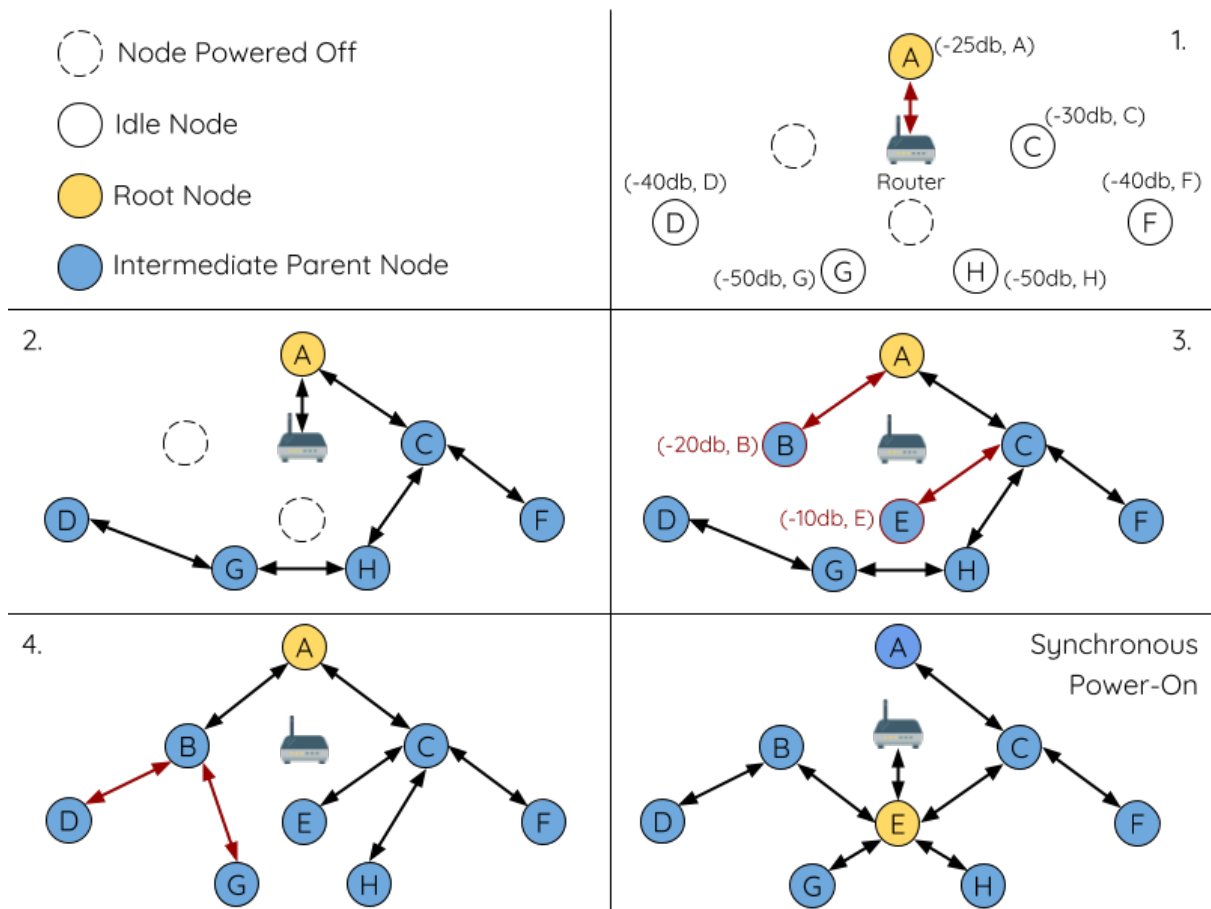 Node Powered Off
Idle Node
Root Node
Intermediate Parent Node
1.
A
(-25db, A)
(-30db, C)
C
Router
(-40db, D)
(-40db, F)
D
F
(-50db, G)
G
H
(-50db, H)
2.
A
C
D
F
G
H
3.
A
(-20db, B)
B
C
(-10db, E)
D
E
F
G
H
4.
A
B
C
D
E
F
G
H
Synchronous
Power-On
A
B
C
D
E
F
G
H